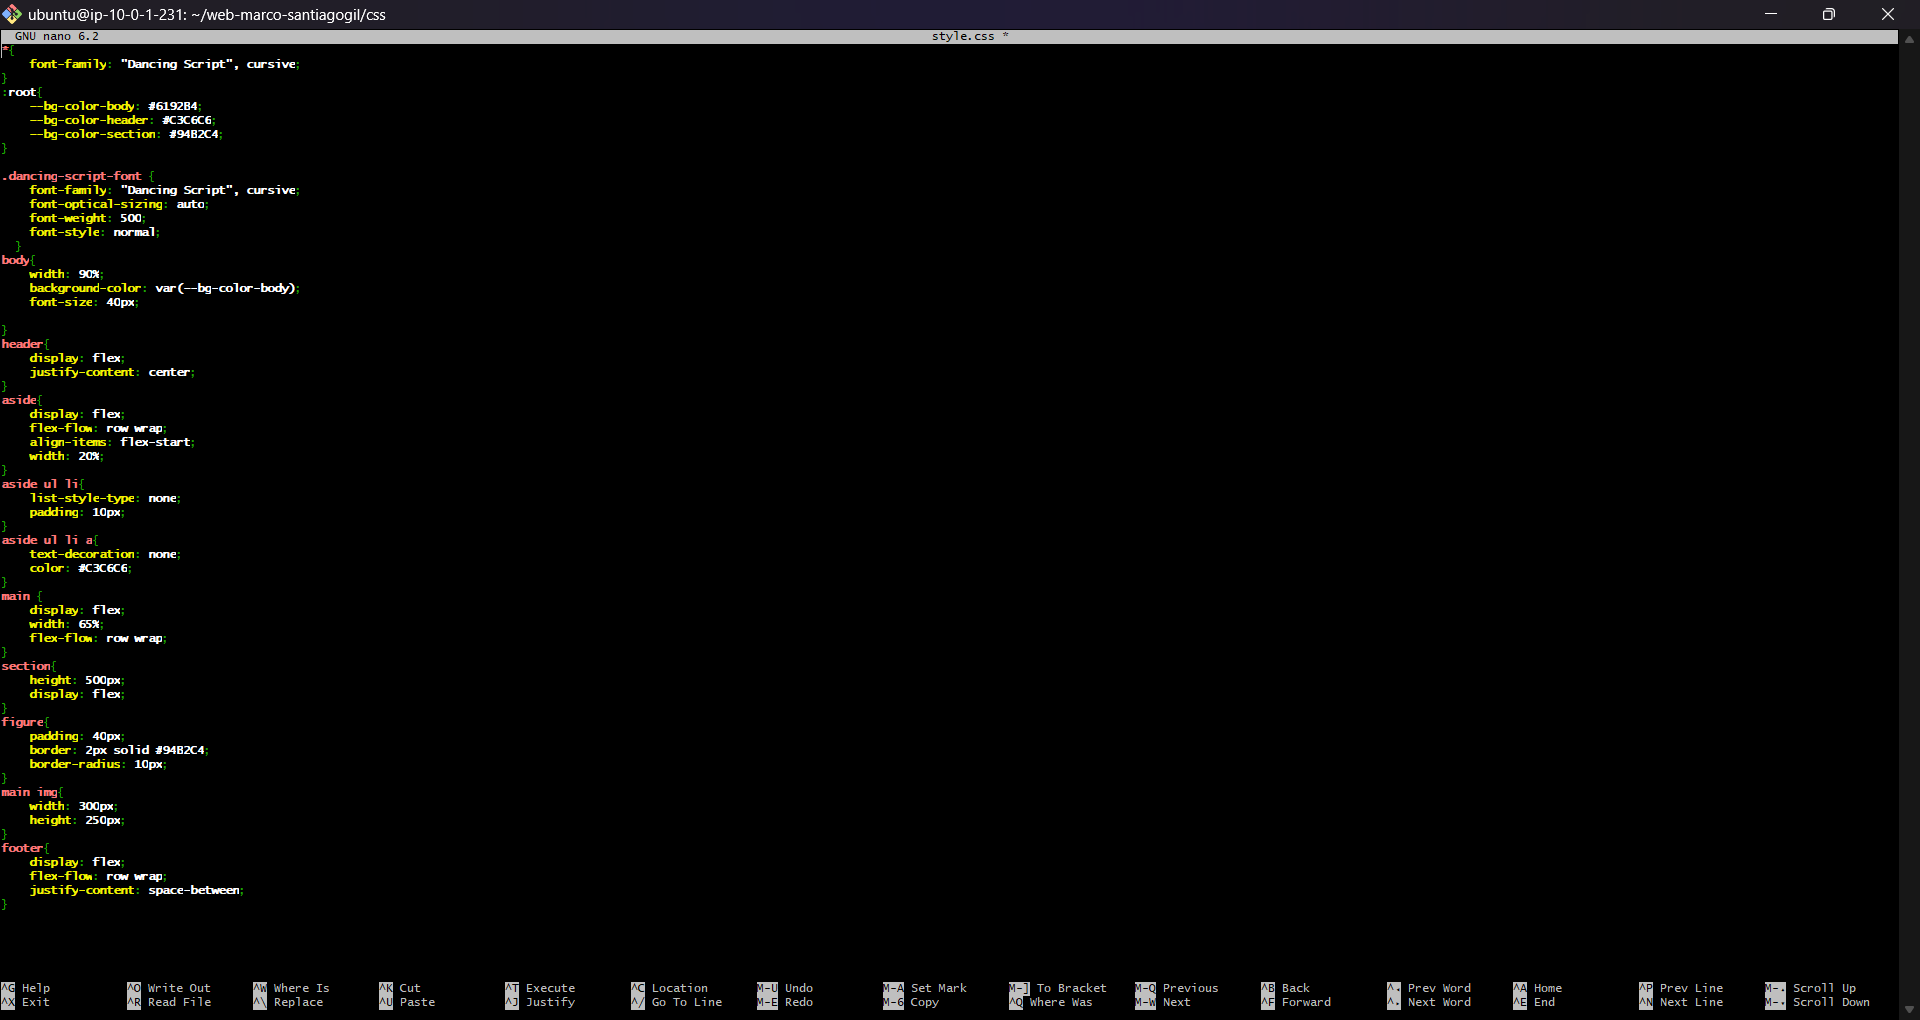 ubuntu@ip-10-0-1-231: ~/web-marco-santiagogil/css
GNU nano 6.2 style.css *
*{
    font-family: "Dancing Script", cursive;
}
:root{
    --bg-color-body: #6192B4;
    --bg-color-header: #C3C6C6;
    --bg-color-section: #94B2C4;
}

.dancing-script-font {
    font-family: "Dancing Script", cursive;
    font-optical-sizing: auto;
    font-weight: 500;
    font-style: normal;
  }
body{
    width: 90%;
    background-color: var(--bg-color-body);
    font-size: 40px;

}
header{
    display: flex;
    justify-content: center;
}
aside{
    display: flex;
    flex-flow: row wrap;
    align-items: flex-start;
    width: 20%;
}
aside ul li{
    list-style-type: none;
    padding: 10px;
}
aside ul li a{
    text-decoration: none;
    color: #C3C6C6;
}
main {
    display: flex;
    width: 65%;
    flex-flow: row wrap;
}
section{
    height: 500px;
    display: flex;
}
figure{
    padding: 40px;
    border: 2px solid #94B2C4;
    border-radius: 10px;
}
main img{
    width: 300px;
    height: 250px;
}
footer{
    display: flex;
    flex-flow: row wrap;
    justify-content: space-between;
}
^G Help ^O Write Out ^W Where Is ^K Cut ^T Execute ^C Location M-U Undo M-A Set Mark M-] To Bracket M-Q Previous ^B Back Prev Word ^A Home ^P Prev Line Scroll Up
^X Exit ^R Read File ^\ Replace ^U Paste ^J Justify ^/ Go To Line M-E Redo M-6 Copy ^Q Where Was M-W Next ^F Forward Next Word ^E End ^N Next Line Scroll Down